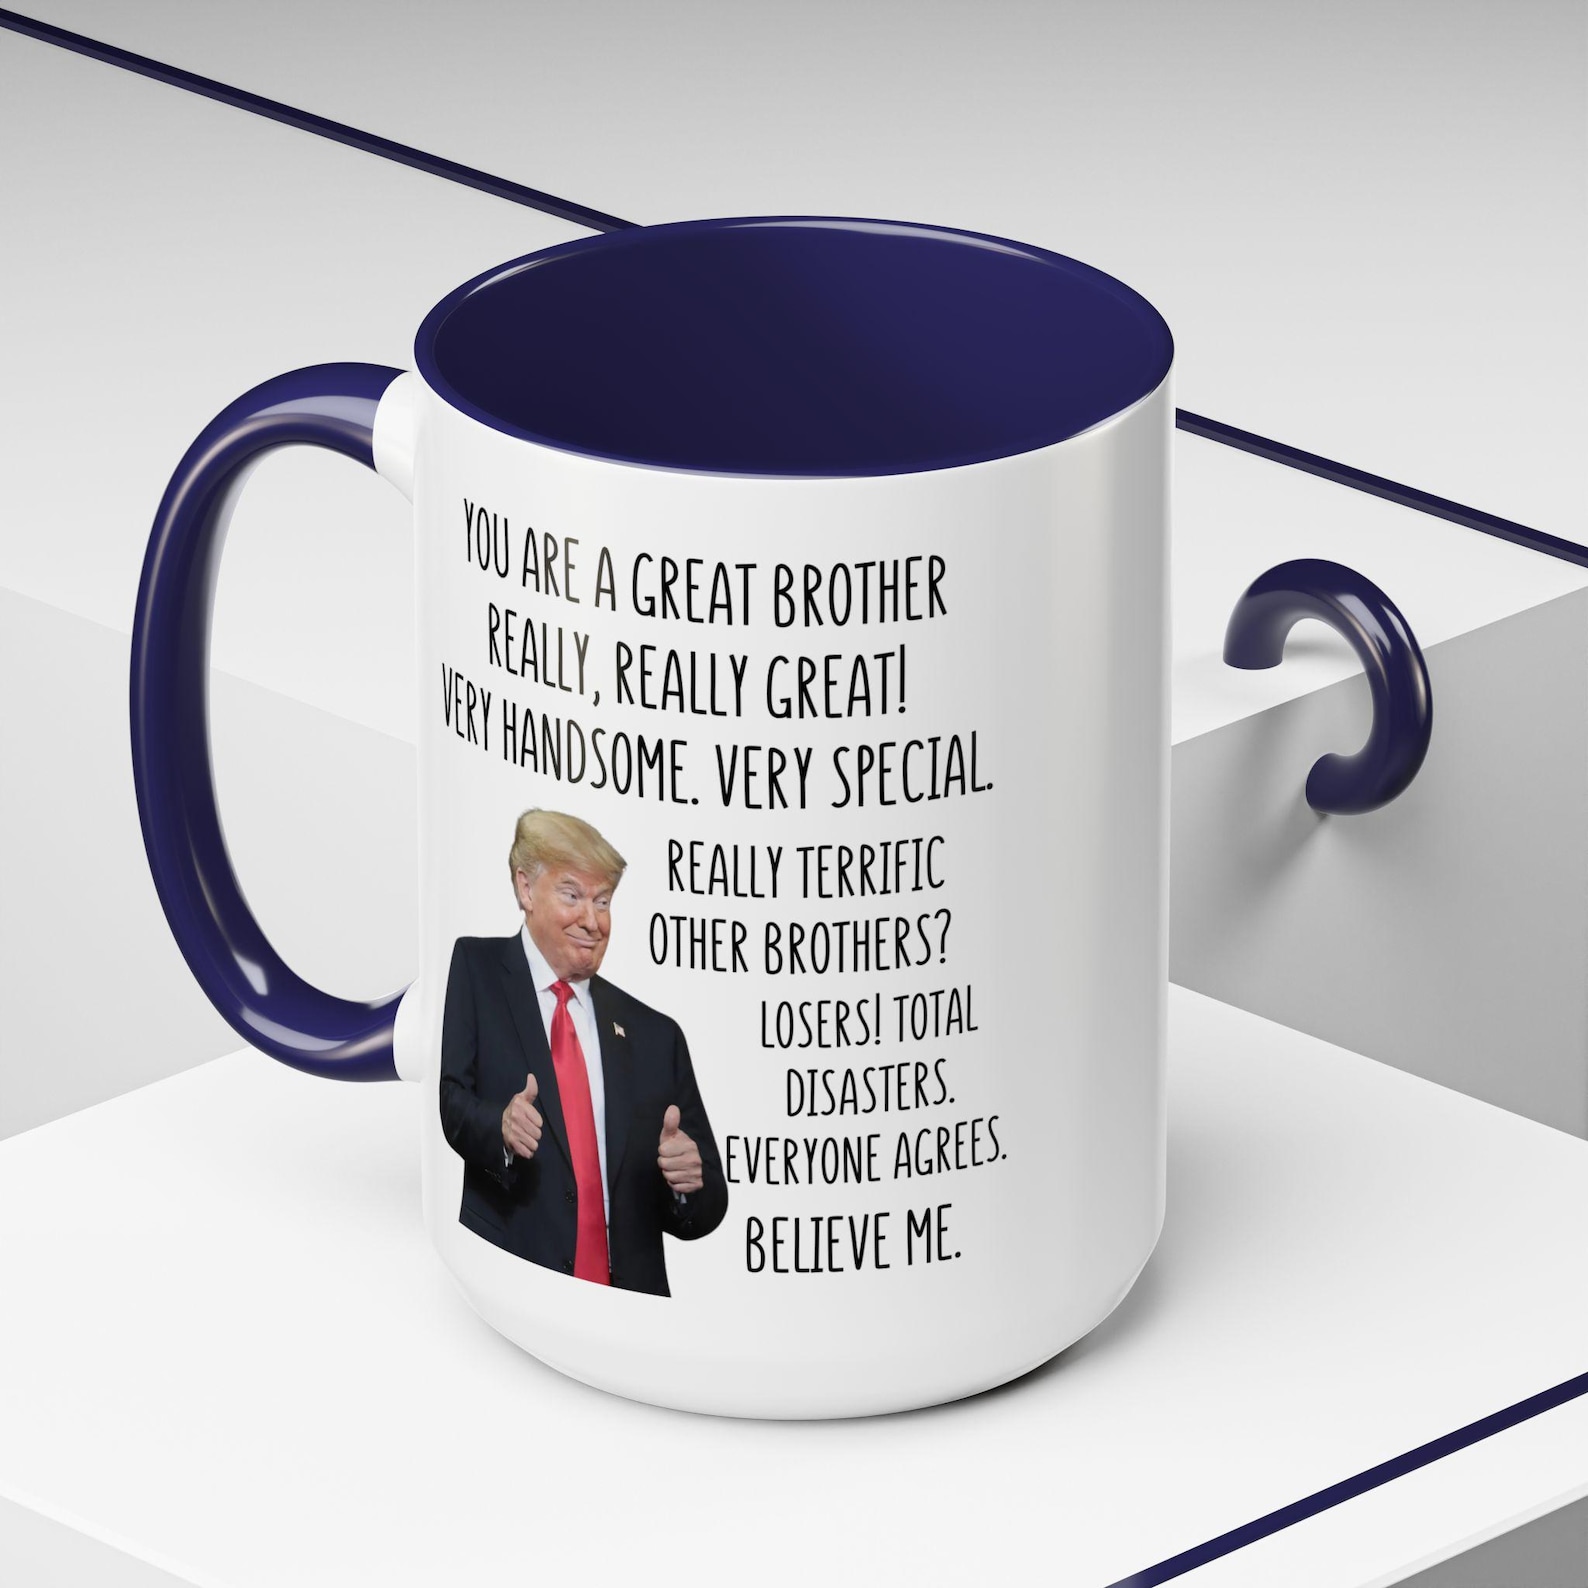 YOU ARE A GREAT BROTHER
REALLY, REALLY GREAT!
VERY HANDSOME. VERY SPECIAL.
REALLY TERRIFIC
OTHER BROTHERS?
LOSERS! TOTAL
DISASTERS.
EVERYONE AGREES.
BELIEVE ME.